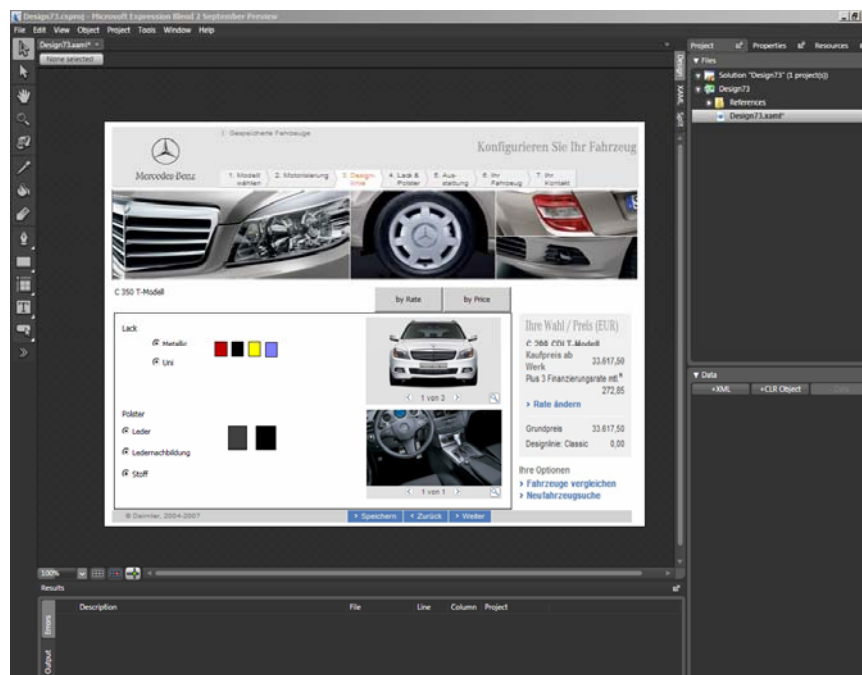 Design73.csproj - Microsoft Expression Blend 2 September Preview
File Edit View Object Project Tools Window Help
Design73.xaml*
None selected
Design
XAML
Split
Gespeicherte Fahrzeuge
Konfigurieren Sie Ihr Fahrzeug
Mercedes-Benz
1. Modell wählen
2. Motorisierung
3. Design-linie
4. Lack & Polster
5. Aus-stattung
6. Ihr Fahrzeug
7. Ihr Kontakt
C 350 T-Modell
by Rate
by Price
Lack
Metallic
Uni
1 von 3
Polster
Leder
Ledernachbildung
Stoff
1 von 1
Ihre Wahl / Preis (EUR)
C 200 CDI T-Modell
Kaufpreis ab Werk 33.617,50
Plus 3 Finanzierungsrate mtl.
272,85
Rate ändern
Grundpreis 33.617,50
Designlinie: Classic 0,00
Ihre Optionen
Fahrzeuge vergleichen
Neufahrzeugsuche
© Daimler, 2004-2007
Speichern
Zurück
Weiter
100%
Results
Errors
Output
Description File Line Column Project
Project Properties Resources
Files
Solution "Design73" (1 project(s))
Design73
References
Design73.xaml*
Data
+XML
+CLR Object